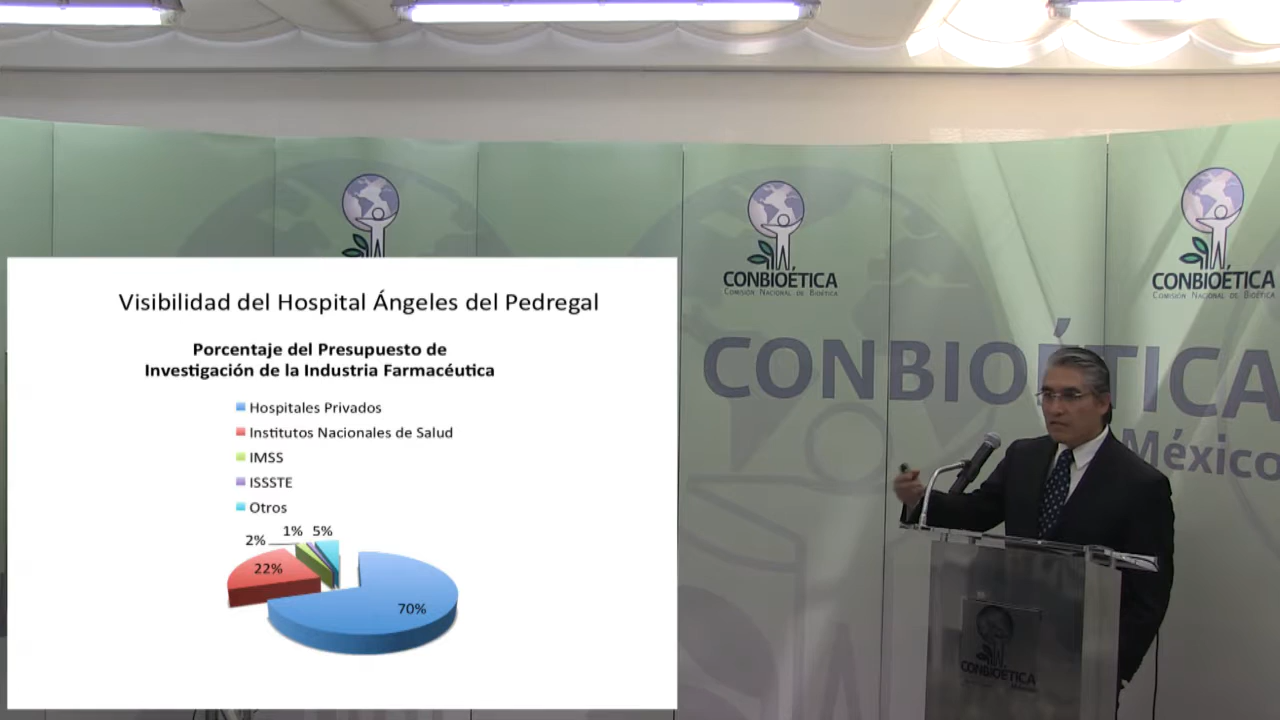 Visibilidad del Hospital Ángeles del Pedregal
Porcentaje del Presupuesto de
Investigación de la Industria Farmacéutica
Hospitales Privados
Institutos Nacionales de Salud
IMSS
ISSSTE
Otros
2%
1%
5%
22%
70%
CONBIOÉTICA
COMISIÓN NACIONAL DE BIOÉTICA
CONBIOÉTICA
COMISIÓN NACIONAL DE BIOÉTICA
CONBIOÉTICA
México
CONBIOÉTICA